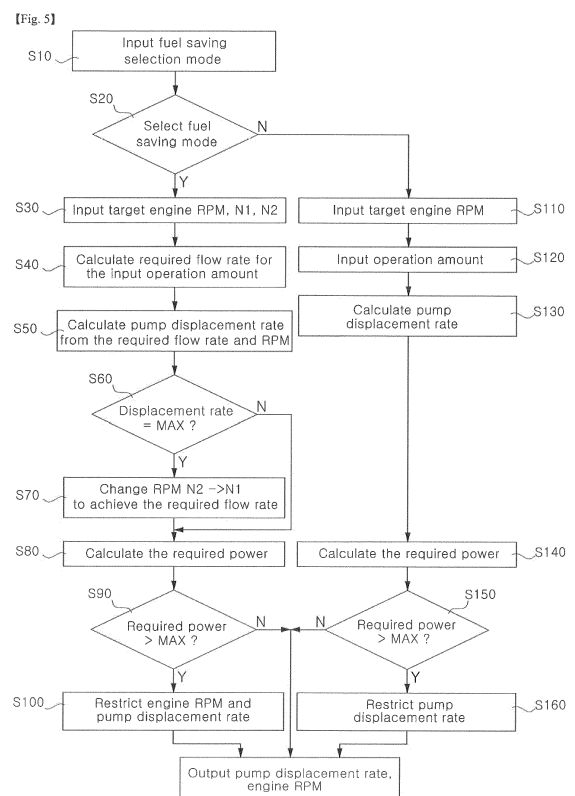 【Fig. 5】
S10
Input fuel saving
selection mode
S20
Select fuel
saving mode
N
Y
S30
Input target engine RPM, N1, N2
Input target engine RPM
S110
S40
Calculate required flow rate for
the input operation amount
Input operation amount
S120
S50
Calculate pump displacement rate
from the required flow rate and RPM
Calculate pump
displacement rate
S130
S60
Displacement rate
= MAX ?
N
Y
S70
Change RPM N2 ->N1
to achieve the required flow rate
S80
Calculate the required power
Calculate the required power
S140
S90
Required power
> MAX ?
N
Y
S150
Required power
> MAX ?
N
Y
S100
Restrict engine RPM and
pump displacement rate
Restrict pump
displacement rate
S160
Output pump displacement rate,
engine RPM